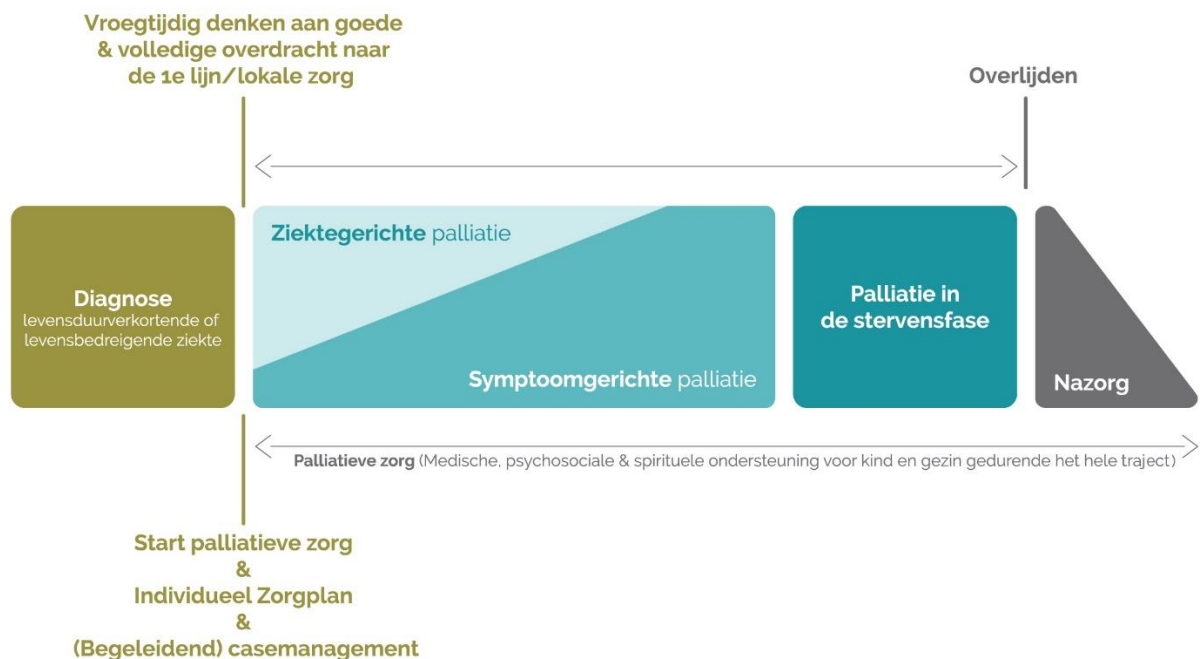 Vroegtijdig denken aan goede
& volledige overdracht naar
de 1e lijn/lokale zorg
Overlijden
Diagnose
levensduurverkortende of
levensbedreigende ziekte
Ziektegerichte palliatie
Symptoomgerichte palliatie
Palliatie in
de stervensfase
Nazorg
Palliatieve zorg (Medische, psychosociale & spirituele ondersteuning voor kind en gezin gedurende het hele traject)
Start palliatieve zorg
&
Individueel Zorgplan
&
(Begeleidend) casemanagement